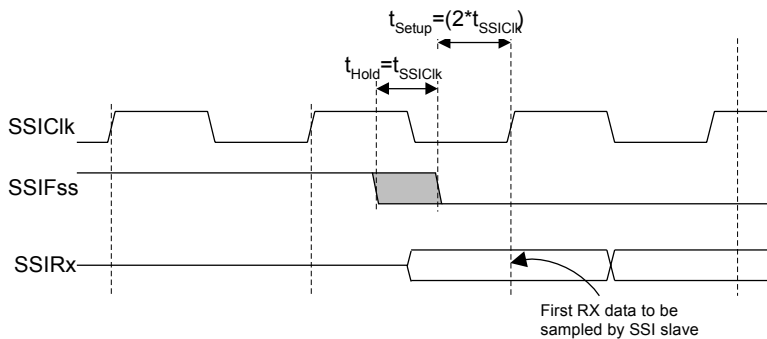 tSetup=(2*tSSIClk)
tHold=tSSIClk
SSIClk
SSIFss
SSIRx
First RX data to be
sampled by SSI slave